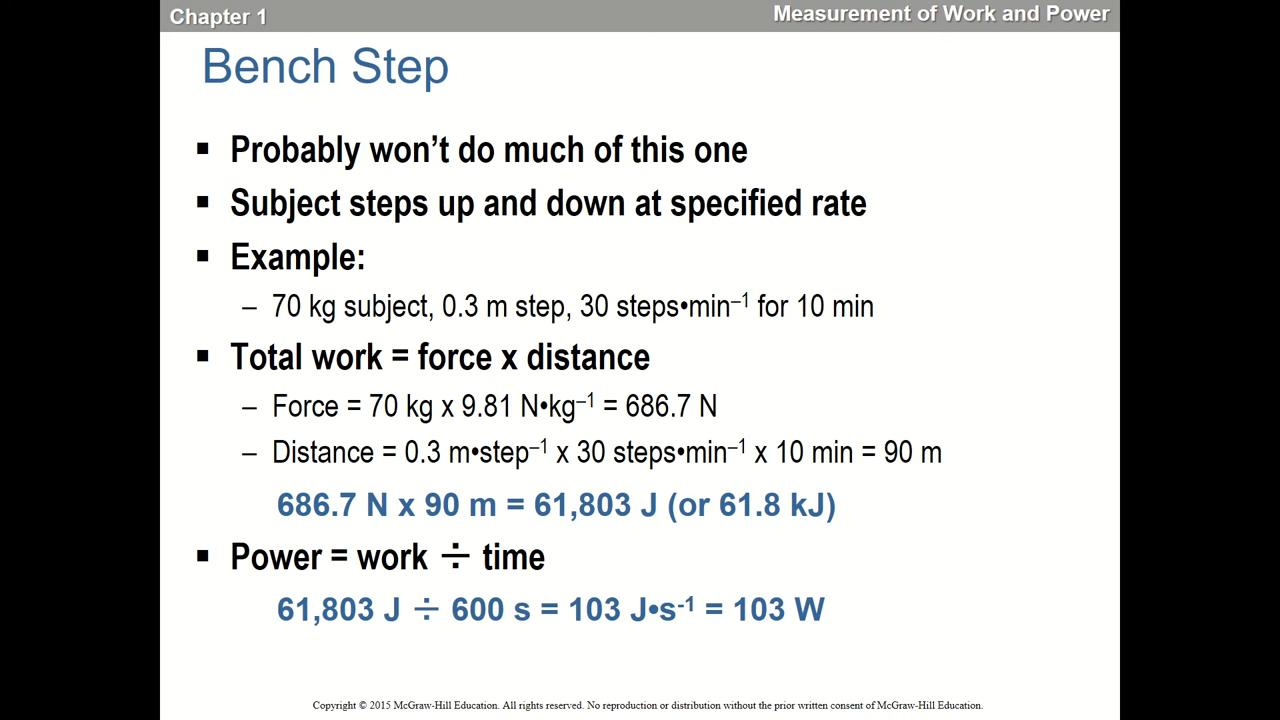 Chapter 1
Measurement of Work and Power
Bench Step
▪ Probably won't do much of this one
▪ Subject steps up and down at specified rate
▪ Example:
– 70 kg subject, 0.3 m step, 30 steps•min⁻¹ for 10 min
▪ Total work = force x distance
– Force = 70 kg x 9.81 N•kg⁻¹ = 686.7 N
– Distance = 0.3 m•step⁻¹ x 30 steps•min⁻¹ x 10 min = 90 m
686.7 N x 90 m = 61,803 J (or 61.8 kJ)
▪ Power = work ÷ time
61,803 J ÷ 600 s = 103 J•s⁻¹ = 103 W
Copyright © 2015 McGraw-Hill Education. All rights reserved. No reproduction or distribution without the prior written consent of McGraw-Hill Education.